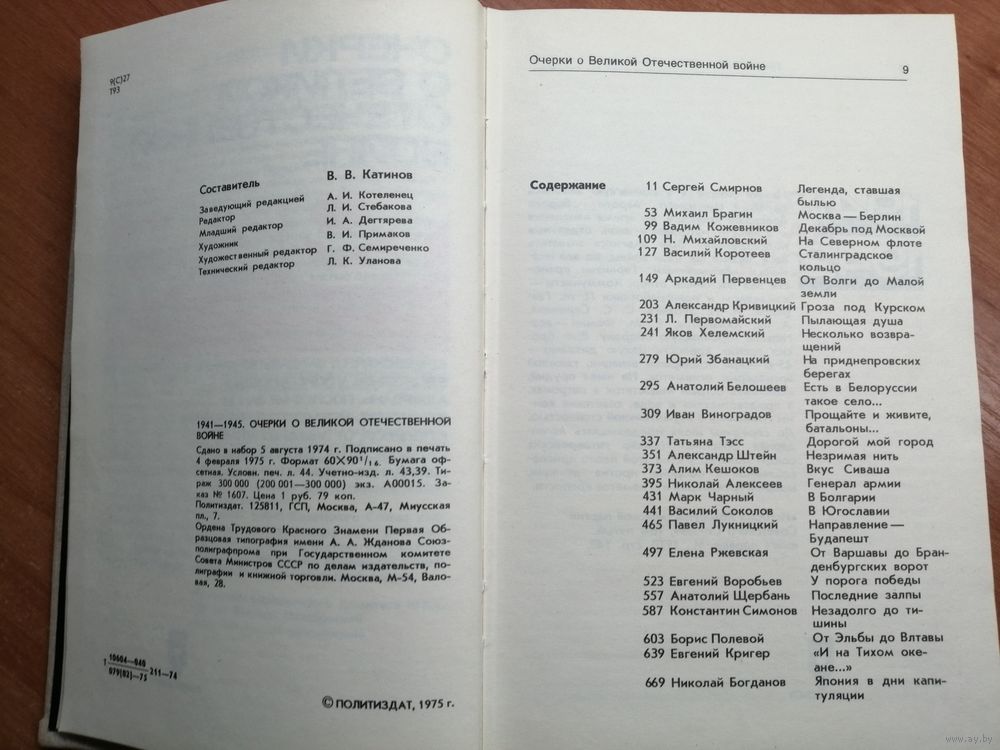 9(С)27
Т93
Составитель В. В. Катинов
Заведующий редакцией А. И. Котеленец
Редактор Л. И. Стебакова
Младший редактор И. А. Дегтярева
Художник В. И. Примаков
Художественный редактор Г. Ф. Семиреченко
Технический редактор Л. К. Уланова
1941—1945. ОЧЕРКИ О ВЕЛИКОЙ ОТЕЧЕСТВЕННОЙ
ВОЙНЕ
Сдано в набор 5 августа 1974 г. Подписано в печать
4 февраля 1975 г. Формат 60×90¹/₁₆. Бумага оф-
сетная. Условн. печ. л. 44. Учетно-изд. л. 43,39. Ти-
раж 300 000 (200 001—300 000) экз. А00015. За-
каз № 1607. Цена 1 руб. 79 коп.
Политиздат. 125811, ГСП, Москва, А-47, Миусская
пл., 7.
Ордена Трудового Красного Знамени Первая Об-
разцовая типография имени А. А. Жданова Союз-
полиграфпрома при Государственном комитете
Совета Министров СССР по делам издательств, по-
лиграфии и книжной торговли. Москва, М-54, Вало-
вая, 28.
1 10604—040
079(02)—75 211—74
© ПОЛИТИЗДАТ, 1975 г.
Очерки о Великой Отечественной войне 9
Содержание 11 Сергей Смирнов Легенда, ставшая
былью
53 Михаил Брагин Москва — Берлин
99 Вадим Кожевников Декабрь под Москвой
109 Н. Михайловский На Северном флоте
127 Василий Коротеев Сталинградское
кольцо
149 Аркадий Первенцев От Волги до Малой
земли
203 Александр Кривицкий Гроза под Курском
231 Л. Первомайский Пылающая душа
241 Яков Хелемский Несколько возвра-
щений
279 Юрий Збанацкий На приднепровских
берегах
295 Анатолий Белошеев Есть в Белоруссии
такое село...
309 Иван Виноградов Прощайте и живите,
батальоны...
337 Татьяна Тэсс Дорогой мой город
351 Александр Штейн Незримая нить
373 Алим Кешоков Вкус Сиваша
395 Николай Алексеев Генерал армии
431 Марк Чарный В Болгарии
441 Василий Соколов В Югославии
465 Павел Лукницкий Направление —
Будапешт
497 Елена Ржевская От Варшавы до Бран-
денбургских ворот
523 Евгений Воробьев У порога победы
557 Анатолий Щербань Последние залпы
587 Константин Симонов Незадолго до ти-
шины
603 Борис Полевой От Эльбы до Влтавы
639 Евгений Кригер «И на Тихом оке-
ане...»
669 Николай Богданов Япония в дни капи-
туляции
www.ay.by